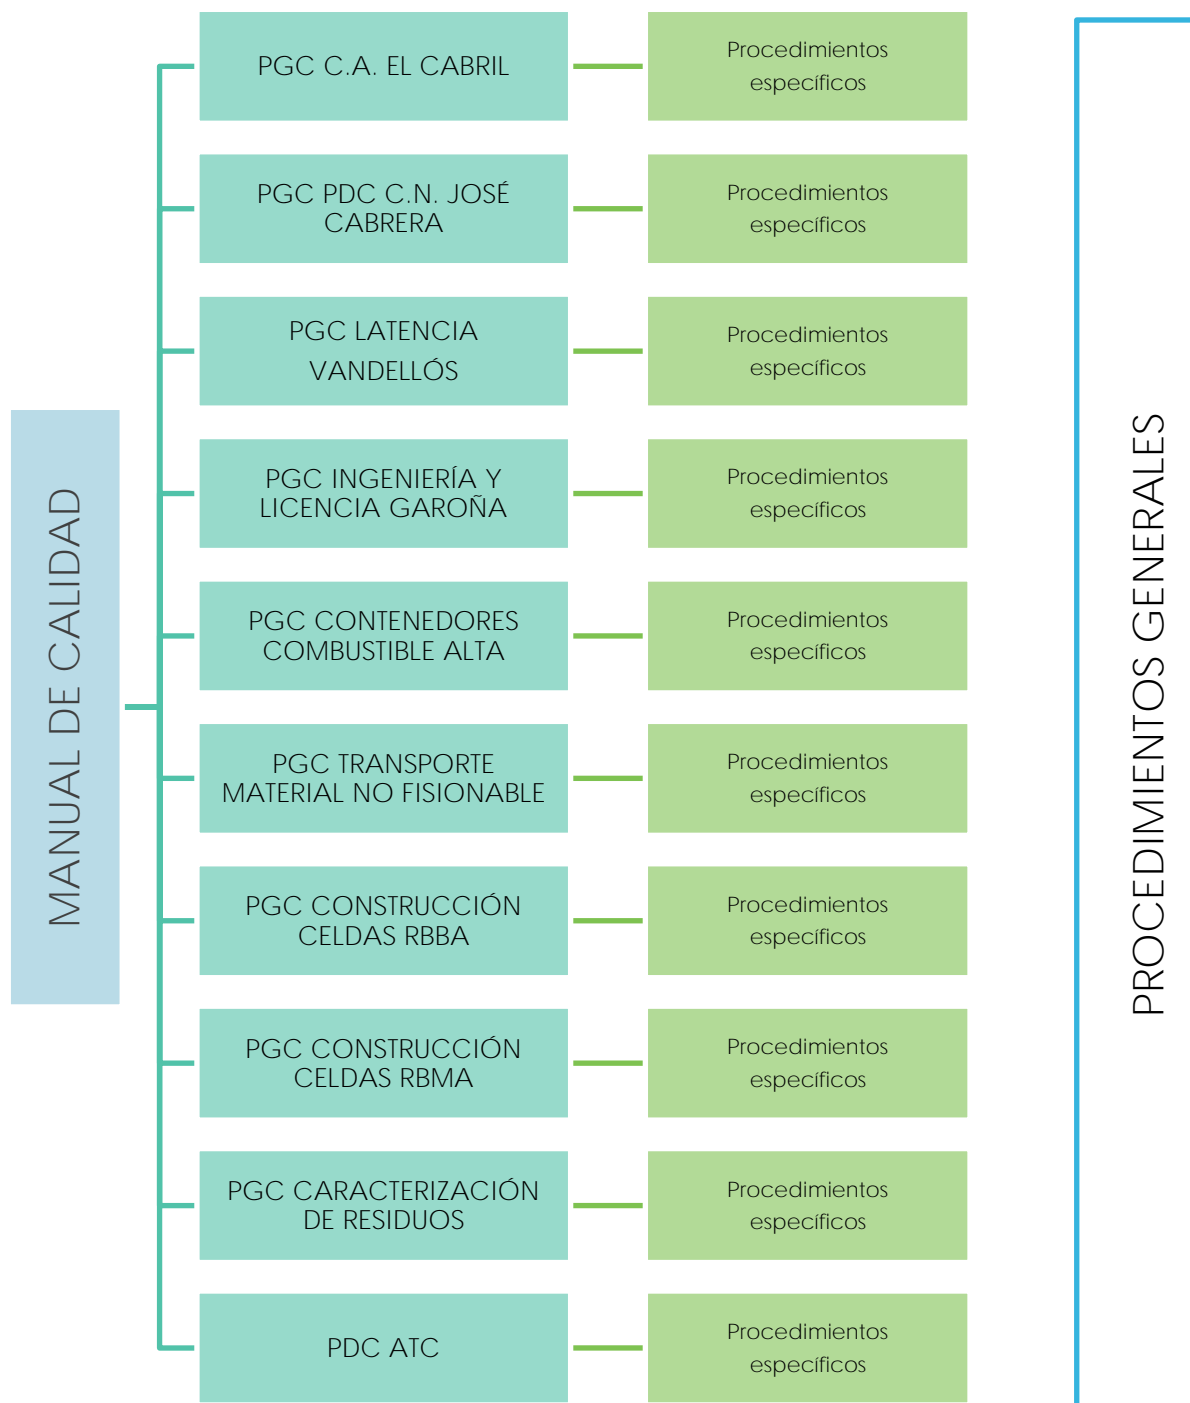 MANUAL DE CALIDAD
PGC C.A. EL CABRIL
Procedimientos
específicos
PGC PDC C.N. JOSÉ
CABRERA
Procedimientos
específicos
PGC LATENCIA
VANDELLÓS
Procedimientos
específicos
PGC INGENIERÍA Y
LICENCIA GAROÑA
Procedimientos
específicos
PGC CONTENEDORES
COMBUSTIBLE ALTA
Procedimientos
específicos
PGC TRANSPORTE
MATERIAL NO FISIONABLE
Procedimientos
específicos
PGC CONSTRUCCIÓN
CELDAS RBBA
Procedimientos
específicos
PGC CONSTRUCCIÓN
CELDAS RBMA
Procedimientos
específicos
PGC CARACTERIZACIÓN
DE RESIDUOS
Procedimientos
específicos
PDC ATC
Procedimientos
específicos
PROCEDIMIENTOS GENERALES